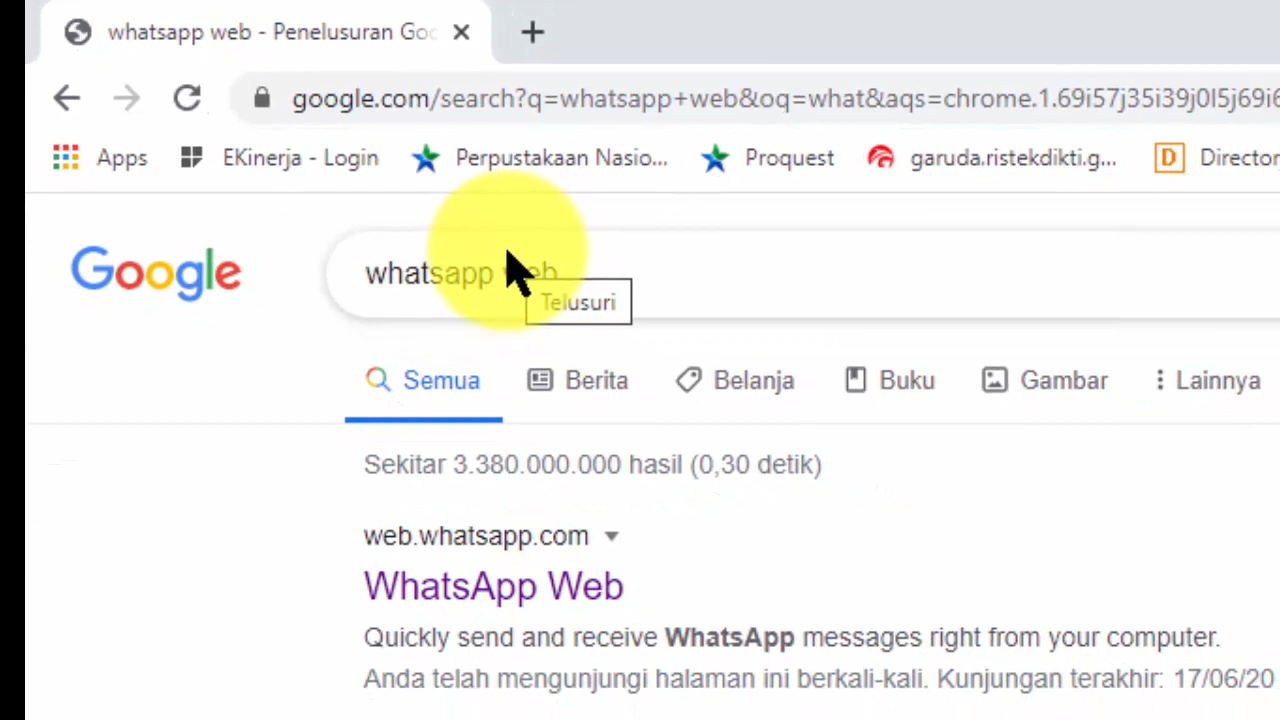 whatsapp web - Penelusuran Goo
google.com/search?q=whatsapp+web&oq=what&aqs=chrome.1.69i57j35i39j0l5j69i6
Apps EKinerja - Login Perpustakaan Nasio... Proquest garuda.ristekdikti.g... D Director
Google whatsapp web
Telusuri
Semua Berita Belanja Buku Gambar Lainnya
Sekitar 3.380.000.000 hasil (0,30 detik)
web.whatsapp.com
WhatsApp Web
Quickly send and receive WhatsApp messages right from your computer.
Anda telah mengunjungi halaman ini berkali-kali. Kunjungan terakhir: 17/06/20